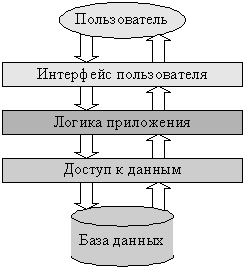 Пользователь
Интерфейс пользователя
Логика приложения
Доступ к данным
База данных